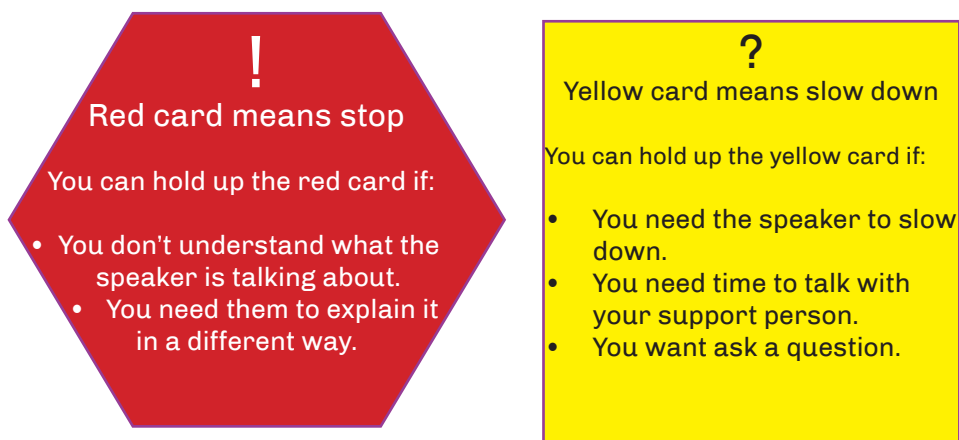 !
Red card means stop
You can hold up the red card if:
• You don’t understand what the
speaker is talking about.
• You need them to explain it
in a different way.
?
Yellow card means slow down
You can hold up the yellow card if:
• You need the speaker to slow
down.
• You need time to talk with
your support person.
• You want ask a question.